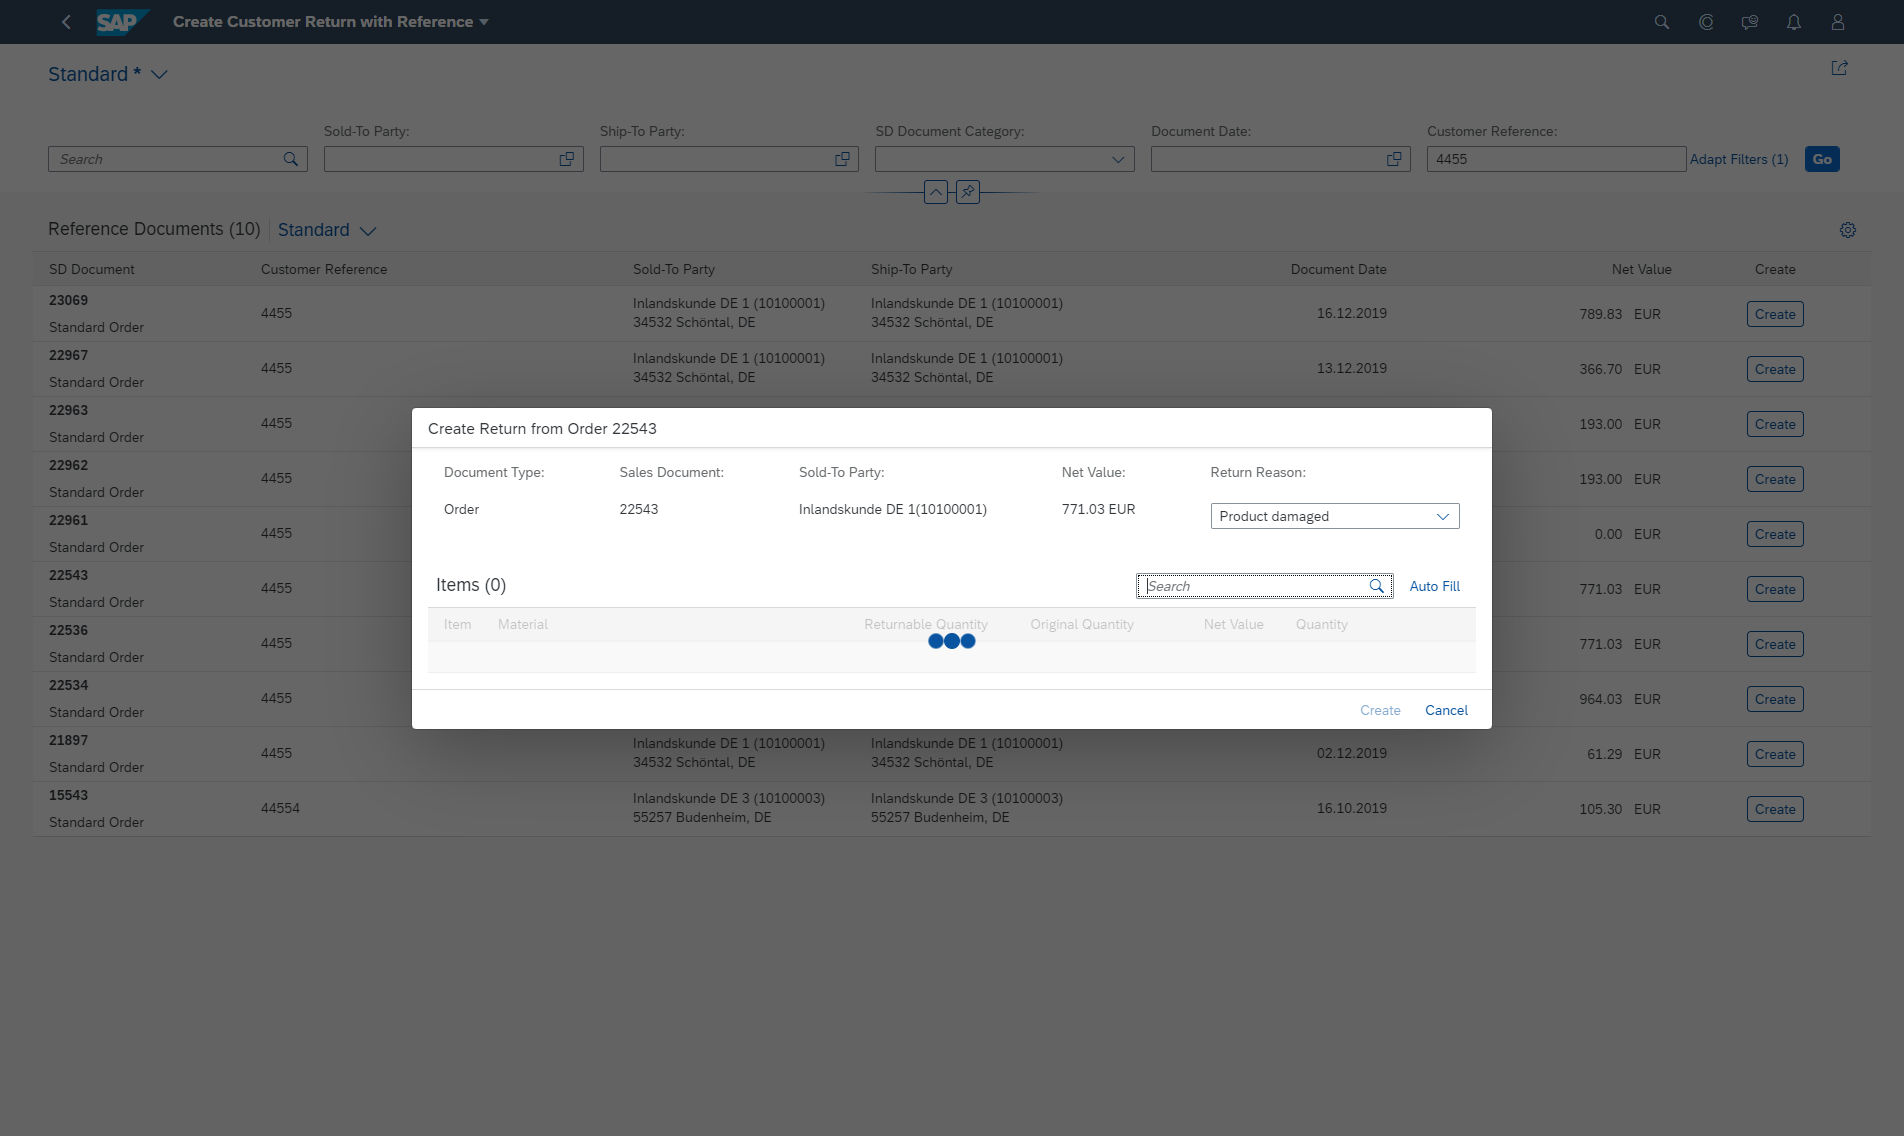 SAP Create Customer Return with Reference
Standard *
Sold-To Party: Ship-To Party: SD Document Category: Document Date: Customer Reference:
Search 4455 Adapt Filters (1) Go
Reference Documents (10) Standard
SD Document Customer Reference Sold-To Party Ship-To Party Document Date Net Value Create
23069
Standard Order
4455
Inlandskunde DE 1 (10100001)
34532 Schöntal, DE
Inlandskunde DE 1 (10100001)
34532 Schöntal, DE
16.12.2019
789.83 EUR
Create
22967
Standard Order
4455
Inlandskunde DE 1 (10100001)
34532 Schöntal, DE
Inlandskunde DE 1 (10100001)
34532 Schöntal, DE
13.12.2019
366.70 EUR
Create
22963
Standard Order
4455
193.00 EUR
Create
22962
Standard Order
4455
193.00 EUR
Create
22961
Standard Order
4455
0.00 EUR
Create
22543
Standard Order
4455
771.03 EUR
Create
22536
Standard Order
4455
771.03 EUR
Create
22534
Standard Order
4455
964.03 EUR
Create
Create Return from Order 22543
Document Type: Sales Document: Sold-To Party: Net Value: Return Reason:
Order 22543 Inlandskunde DE 1(10100001) 771.03 EUR Product damaged
Items (0) Search Auto Fill
Item Material Returnable Quantity Original Quantity Net Value Quantity
Create Cancel
21897
Standard Order
4455
Inlandskunde DE 1 (10100001)
34532 Schöntal, DE
Inlandskunde DE 1 (10100001)
34532 Schöntal, DE
02.12.2019
61.29 EUR
Create
15543
Standard Order
44554
Inlandskunde DE 3 (10100003)
55257 Budenheim, DE
Inlandskunde DE 3 (10100003)
55257 Budenheim, DE
16.10.2019
105.30 EUR
Create